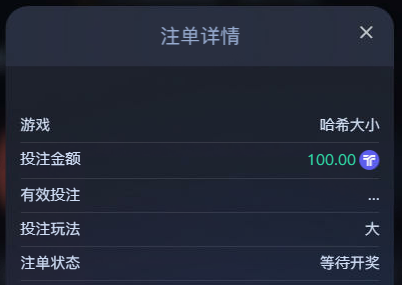 注单详情
游戏 哈希大小
投注金额 100.00
有效投注 ...
投注玩法 大
注单状态 等待开奖